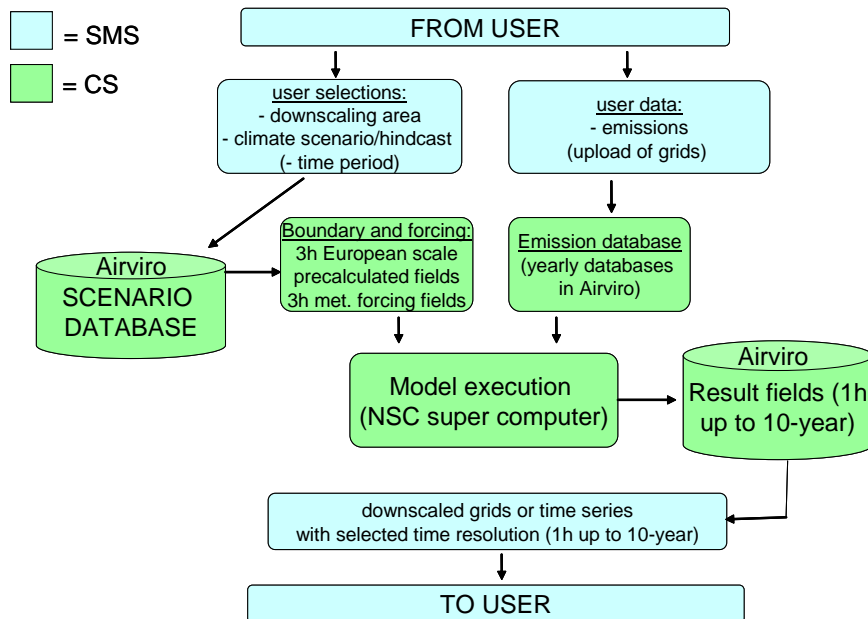 = SMS
= CS
FROM USER
user selections:
- downscaling area
- climate scenario/hindcast
(- time period)
user data:
- emissions
(upload of grids)
Airviro
SCENARIO
DATABASE
Boundary and forcing:
3h European scale
precalculated fields
3h met. forcing fields
Emission database
(yearly databases
in Airviro)
Model execution
(NSC super computer)
Airviro
Result fields (1h
up to 10-year)
downscaled grids or time series
with selected time resolution (1h up to 10-year)
TO USER